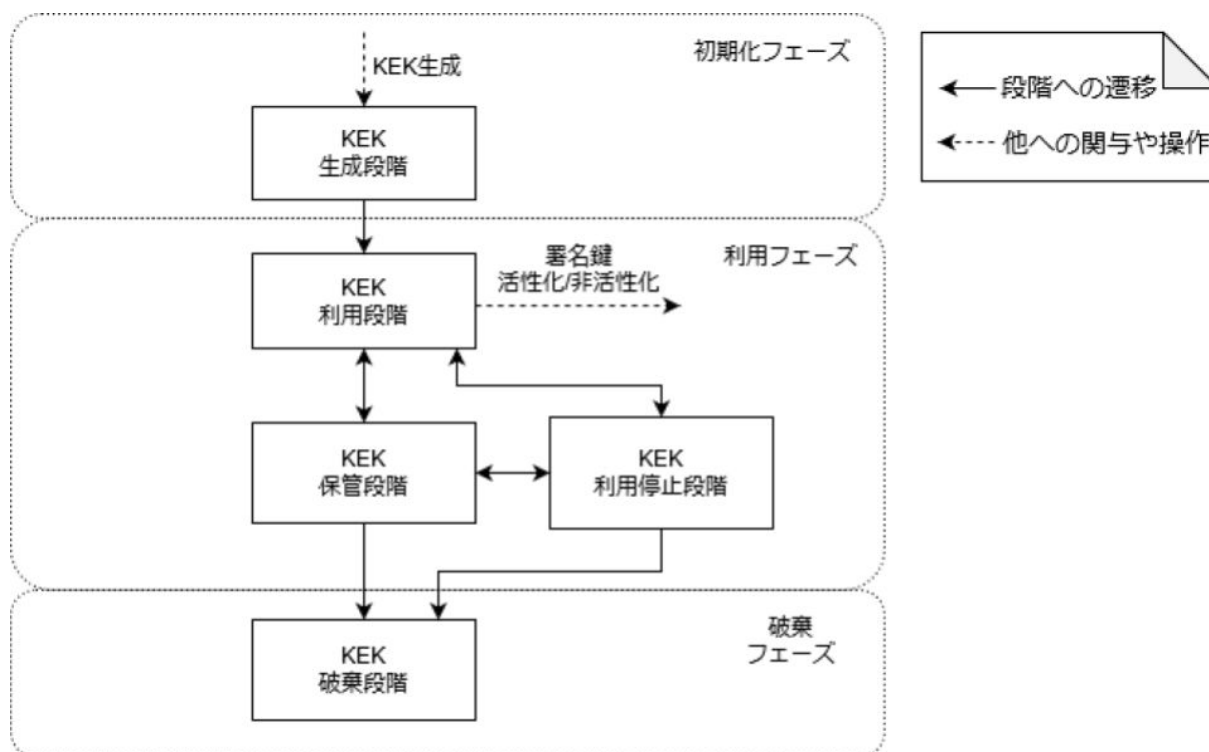 初期化フェーズ
KEK生成
KEK
生成段階
段階への遷移
他への関与や操作
利用フェーズ
署名鍵
活性化/非活性化
KEK
利用段階
KEK
保管段階
KEK
利用停止段階
破棄
フェーズ
KEK
破棄段階